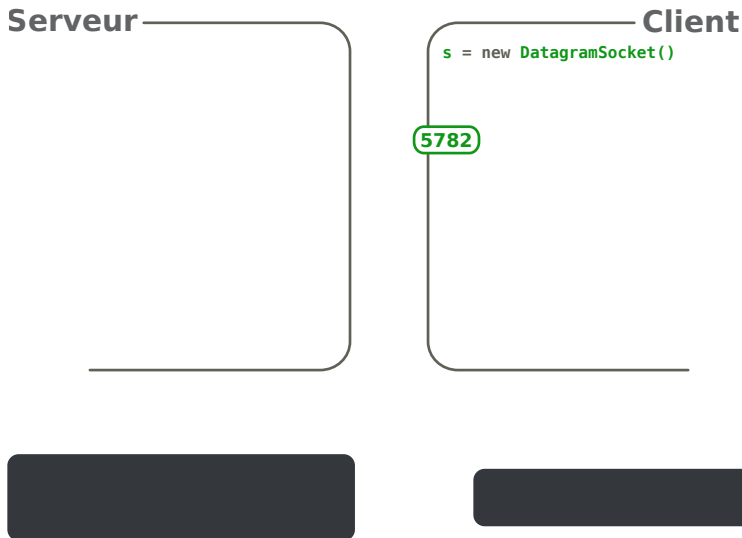 Serveur
Client
s = new DatagramSocket()
5782